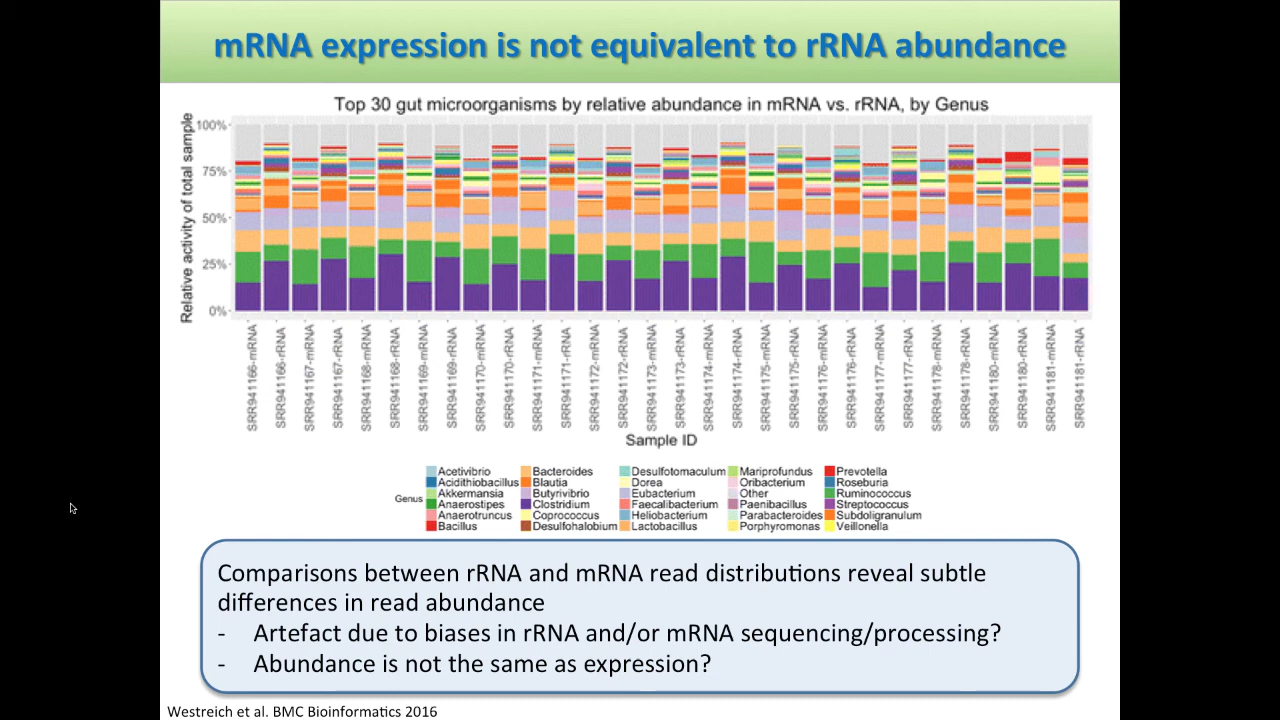 mRNA expression is not equivalent to rRNA abundance
Top 30 gut microorganisms by relative abundance in mRNA vs. rRNA, by Genus
Relative activity of total sample
100%
75%
50%
25%
0%
SRR941166-mRNA
SRR941166-rRNA
SRR941167-mRNA
SRR941167-rRNA
SRR941168-mRNA
SRR941168-rRNA
SRR941169-mRNA
SRR941169-rRNA
SRR941170-mRNA
SRR941170-rRNA
SRR941171-mRNA
SRR941171-rRNA
SRR941172-mRNA
SRR941172-rRNA
SRR941173-mRNA
SRR941173-rRNA
SRR941174-mRNA
SRR941174-rRNA
SRR941175-mRNA
SRR941175-rRNA
SRR941176-mRNA
SRR941176-rRNA
SRR941177-mRNA
SRR941177-rRNA
SRR941178-mRNA
SRR941178-rRNA
SRR941180-mRNA
SRR941180-rRNA
SRR941181-mRNA
SRR941181-rRNA
Sample ID
Genus
Acetivibrio Bacteroides Desulfotomaculum Mariprofundus Prevotella
Acidithiobacillus Blautia Dorea Oribacterium Roseburia
Akkermansia Butyrivibrio Eubacterium Other Ruminococcus
Anaerostipes Clostridium Faecalibacterium Paenibacillus Streptococcus
Anaerotruncus Coprococcus Heliobacterium Parabacteroides Subdoligranulum
Bacillus Desulfohalobium Lactobacillus Porphyromonas Veillonella
Comparisons between rRNA and mRNA read distributions reveal subtle
differences in read abundance
- Artefact due to biases in rRNA and/or mRNA sequencing/processing?
- Abundance is not the same as expression?
Westreich et al. BMC Bioinformatics 2016